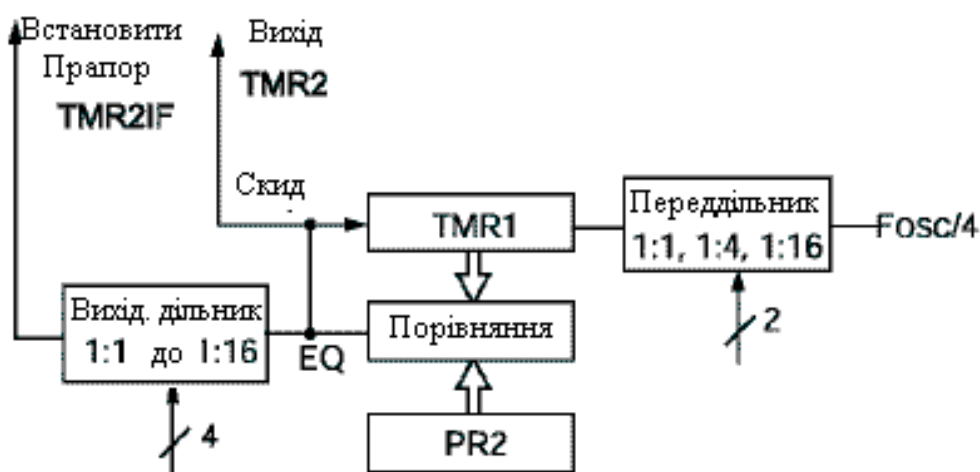 Встановити
Прапор
TMR2IF
Вихід
TMR2
Скид
TMR1
Переддільник
1:1, 1:4, 1:16
Fosc/4
Вихід. дільник
1:1 до 1:16
EQ
Порівняння
2
4
PR2